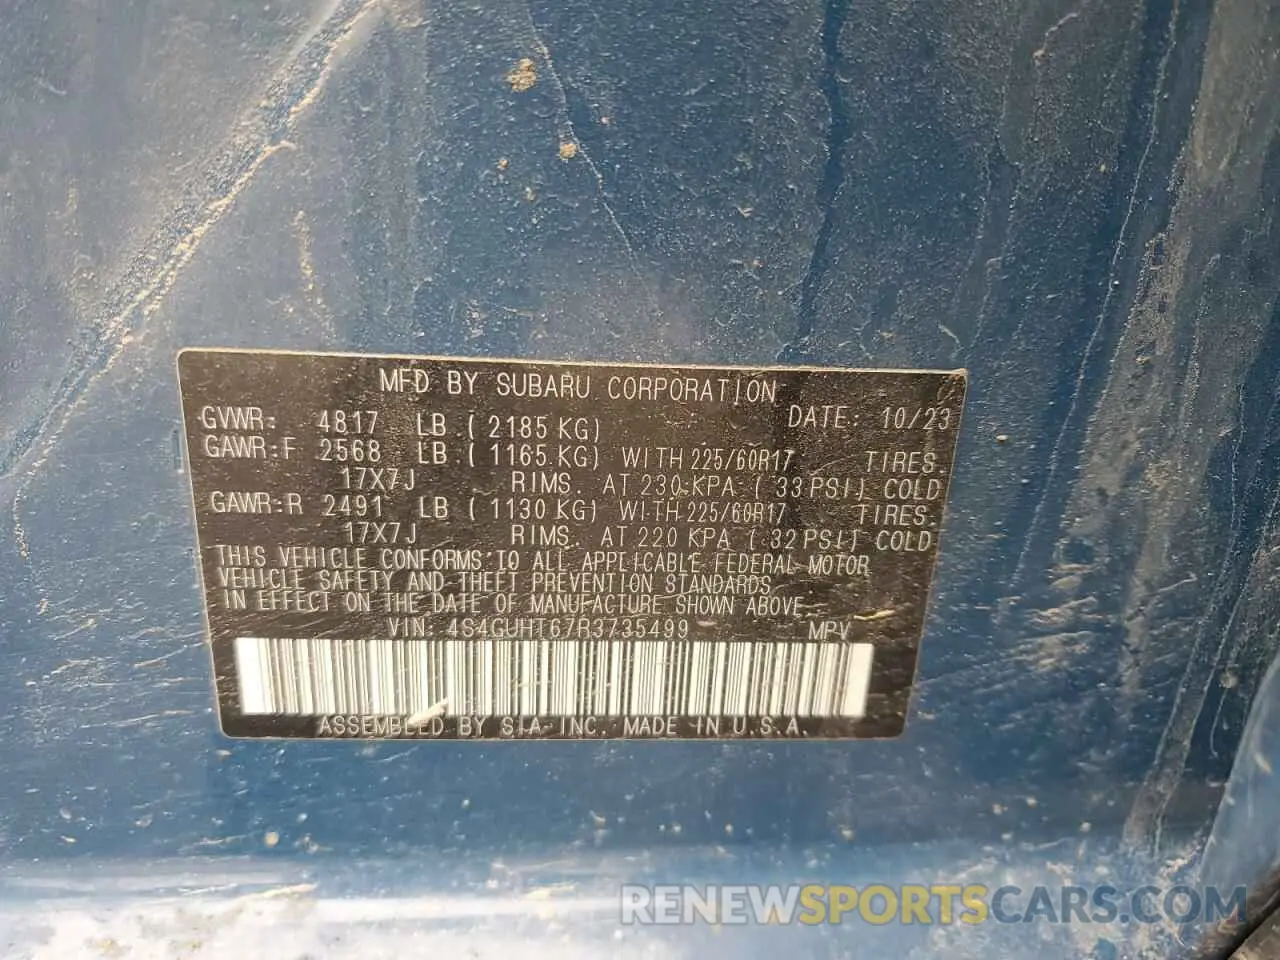 MFD BY SUBARU CORPORATION
GVWR: 4817 LB ( 2185 KG) DATE: 10/23
GAWR:F 2568 LB ( 1165 KG) WITH 225/60R17 TIRES.
17X7J RIMS. AT 230 KPA ( 33PSI) COLD
GAWR:R 2491 LB ( 1130 KG) WITH 225/60R17 TIRES.
17X7J RIMS. AT 220 KPA ( 32PSI) COLD
THIS VEHICLE CONFORMS TO ALL APPLICABLE FEDERAL MOTOR
VEHICLE SAFETY AND THEFT PREVENTION STANDARDS
IN EFFECT ON THE DATE OF MANUFACTURE SHOWN ABOVE.
VIN: 4S4GUHT67R3735499 MPV
ASSEMBLED BY SIA INC. MADE IN U.S.A.
RENEWSPORTSCARS.COM